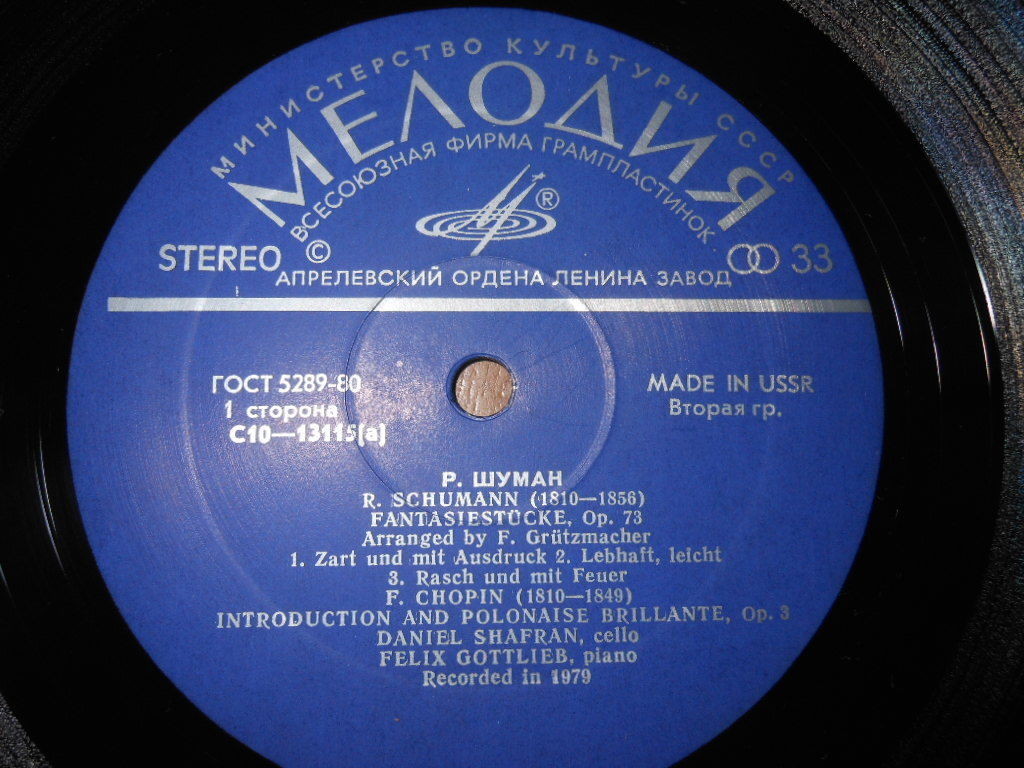 МИНИСТЕРСТВО КУЛЬТУРЫ СССР
МЕЛОДИЯ
ВСЕСОЮЗНАЯ ФИРМА ГРАМПЛАСТИНОК
®
STEREO ©
33
АПРЕЛЕВСКИЙ ОРДЕНА ЛЕНИНА ЗАВОД
ГОСТ 5289-80
MADE IN USSR
1 сторона
Вторая гр.
С10—13115(а)
Р. ШУМАН
R. SCHUMANN (1810—1856)
FANTASIESTÜCKE, Op. 73
Arranged by F. Grützmacher
1. Zart und mit Ausdruck 2. Lebhaft, leicht
3. Rasch und mit Feuer
F. CHOPIN (1810—1849)
INTRODUCTION AND POLONAISE BRILLANTE, Op. 3
DANIEL SHAFRAN, cello
FELIX GOTTLIEB, piano
Recorded in 1979